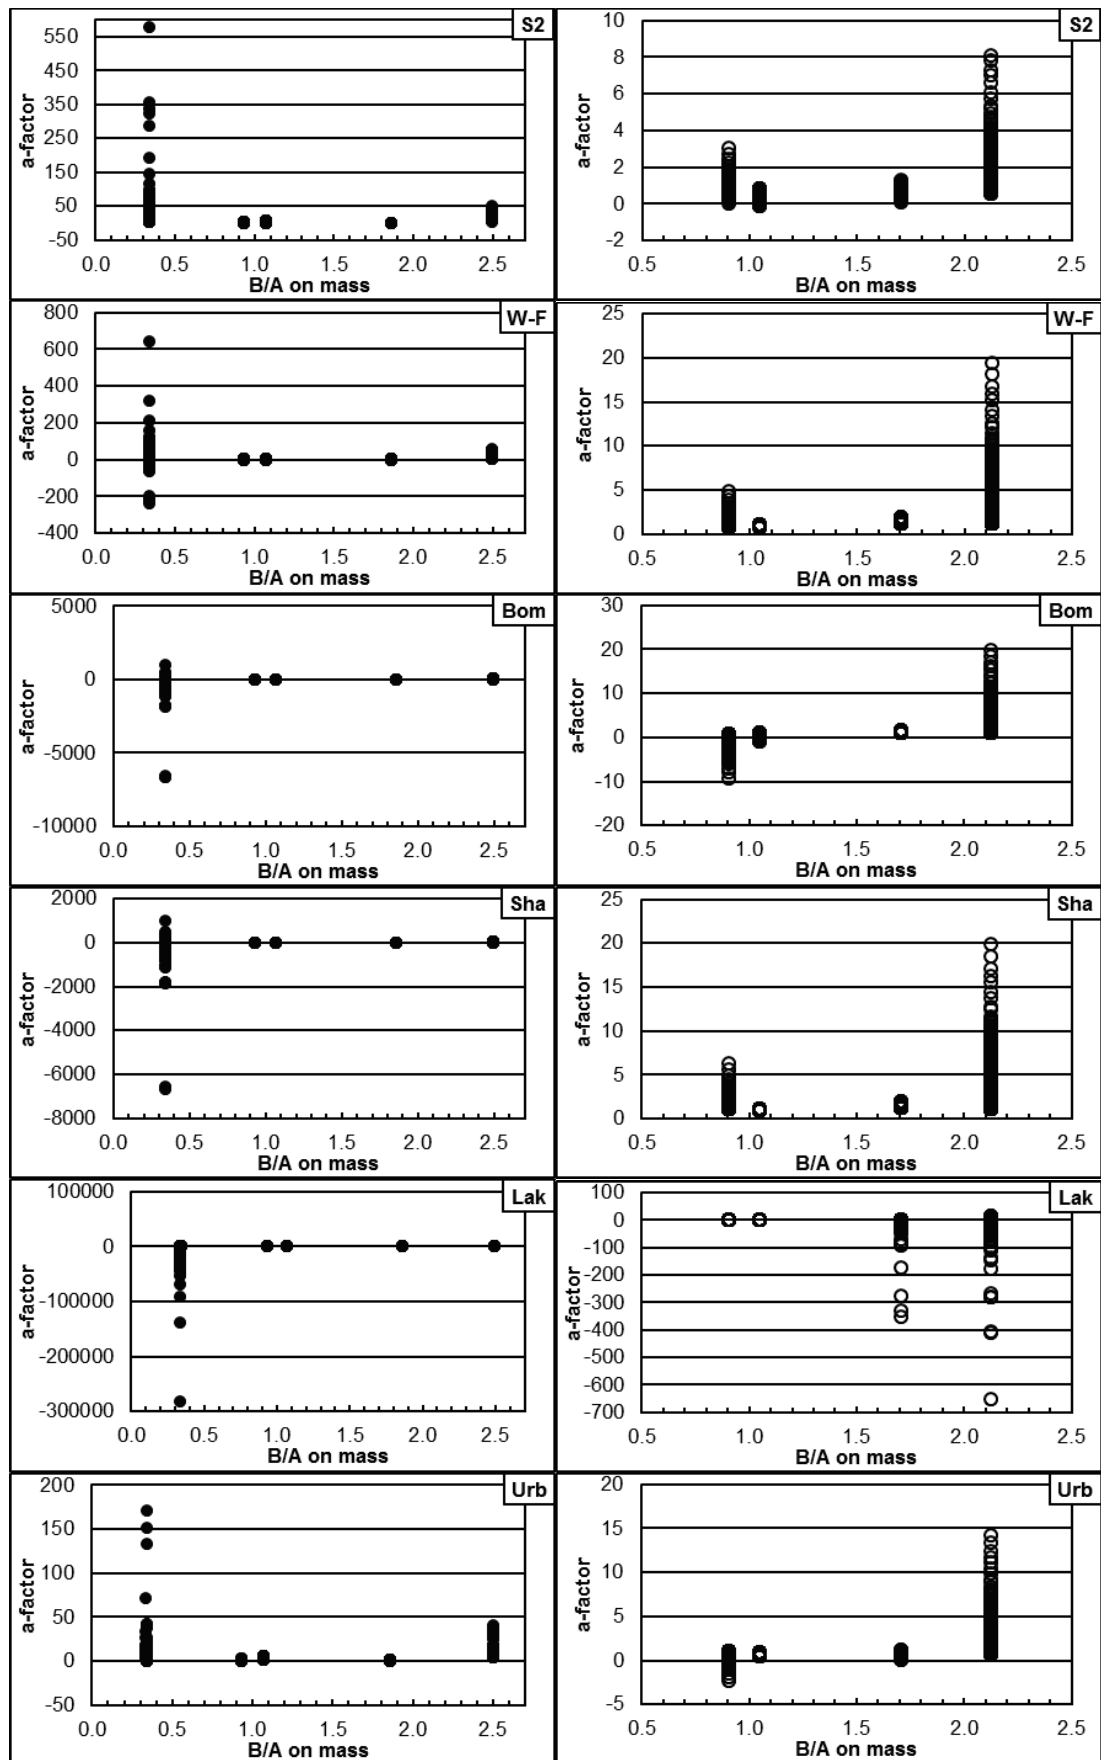 S2
550
450
350
250
150
50
-50
a-factor
0.0 0.5 1.0 1.5 2.0 2.5
B/A on mass
S2
10
8
6
4
2
0
-2
a-factor
0.5 1.0 1.5 2.0 2.5
B/A on mass
W-F
800
600
400
200
0
-200
-400
a-factor
0.0 0.5 1.0 1.5 2.0 2.5
B/A on mass
W-F
25
20
15
10
5
0
a-factor
0.5 1.0 1.5 2.0 2.5
B/A on mass
Bom
5000
0
-5000
-10000
a-factor
0.0 0.5 1.0 1.5 2.0 2.5
B/A on mass
Bom
30
20
10
0
-10
-20
a-factor
0.5 1.0 1.5 2.0 2.5
B/A on mass
Sha
2000
0
-2000
-4000
-6000
-8000
a-factor
0.0 0.5 1.0 1.5 2.0 2.5
B/A on mass
Sha
25
20
15
10
5
0
a-factor
0.5 1.0 1.5 2.0 2.5
B/A on mass
Lak
100000
0
-100000
-200000
-300000
a-factor
0.0 0.5 1.0 1.5 2.0 2.5
B/A on mass
Lak
100
0
-100
-200
-300
-400
-500
-600
-700
a-factor
0.5 1.0 1.5 2.0 2.5
B/A on mass
Urb
200
150
100
50
0
-50
a-factor
0.0 0.5 1.0 1.5 2.0 2.5
B/A on mass
Urb
20
15
10
5
0
-5
a-factor
0.5 1.0 1.5 2.0 2.5
B/A on mass